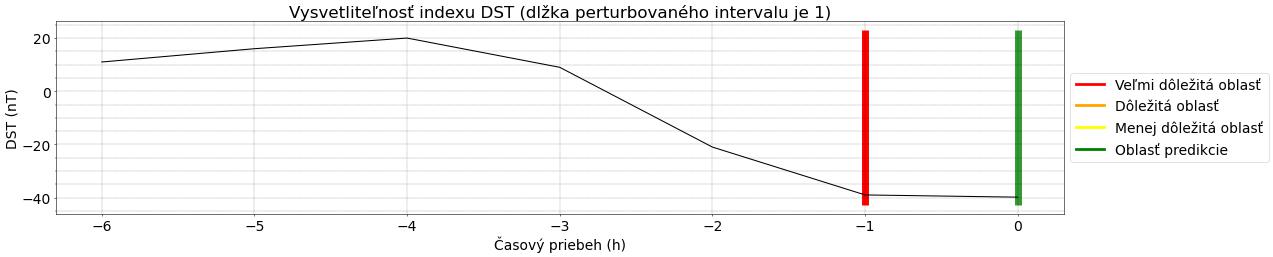 Vysvetliteľnosť indexu DST (dĺžka perturbovaného intervalu je 1)
DST (nT)
20
0
−20
−40
−6
−5
−4
−3
−2
−1
0
Časový priebeh (h)
Veľmi dôležitá oblasť
Dôležitá oblasť
Menej dôležitá oblasť
Oblasť predikcie